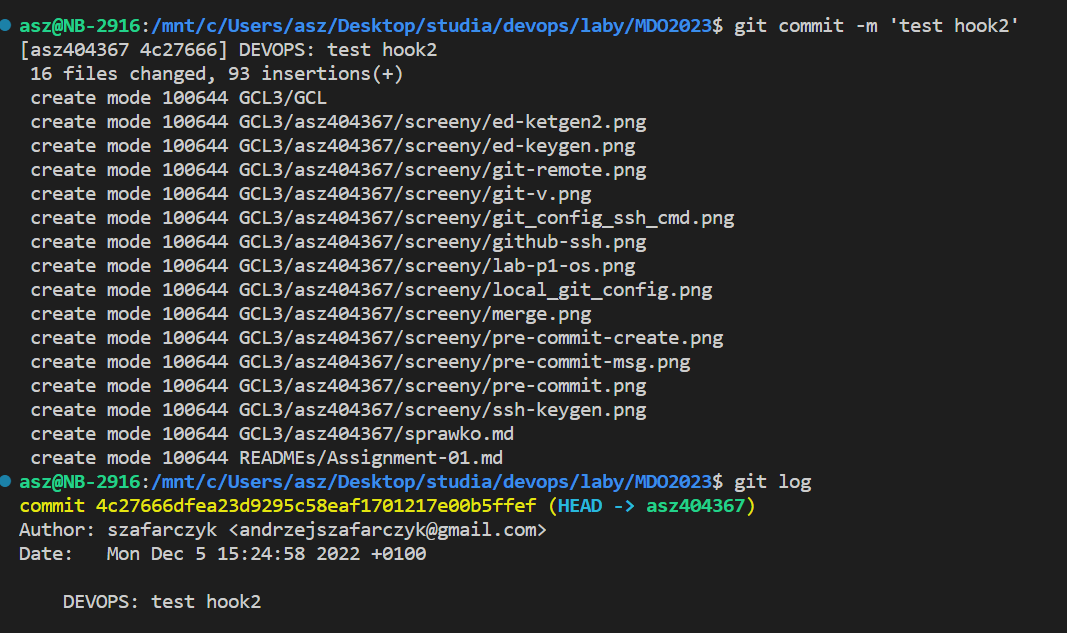 asz@NB-2916:/mnt/c/Users/asz/Desktop/studia/devops/laby/MDO2023$ git commit -m 'test hook2'
[asz404367 4c27666] DEVOPS: test hook2
 16 files changed, 93 insertions(+)
 create mode 100644 GCL3/GCL
 create mode 100644 GCL3/asz404367/screeny/ed-ketgen2.png
 create mode 100644 GCL3/asz404367/screeny/ed-keygen.png
 create mode 100644 GCL3/asz404367/screeny/git-remote.png
 create mode 100644 GCL3/asz404367/screeny/git-v.png
 create mode 100644 GCL3/asz404367/screeny/git_config_ssh_cmd.png
 create mode 100644 GCL3/asz404367/screeny/github-ssh.png
 create mode 100644 GCL3/asz404367/screeny/lab-p1-os.png
 create mode 100644 GCL3/asz404367/screeny/local_git_config.png
 create mode 100644 GCL3/asz404367/screeny/merge.png
 create mode 100644 GCL3/asz404367/screeny/pre-commit-create.png
 create mode 100644 GCL3/asz404367/screeny/pre-commit-msg.png
 create mode 100644 GCL3/asz404367/screeny/pre-commit.png
 create mode 100644 GCL3/asz404367/screeny/ssh-keygen.png
 create mode 100644 GCL3/asz404367/sprawko.md
 create mode 100644 READMEs/Assignment-01.md
asz@NB-2916:/mnt/c/Users/asz/Desktop/studia/devops/laby/MDO2023$ git log
commit 4c27666dfea23d9295c58eaf1701217e00b5ffef (HEAD -> asz404367)
Author: szafarczyk <andrzejszafarczyk@gmail.com>
Date:   Mon Dec 5 15:24:58 2022 +0100

    DEVOPS: test hook2